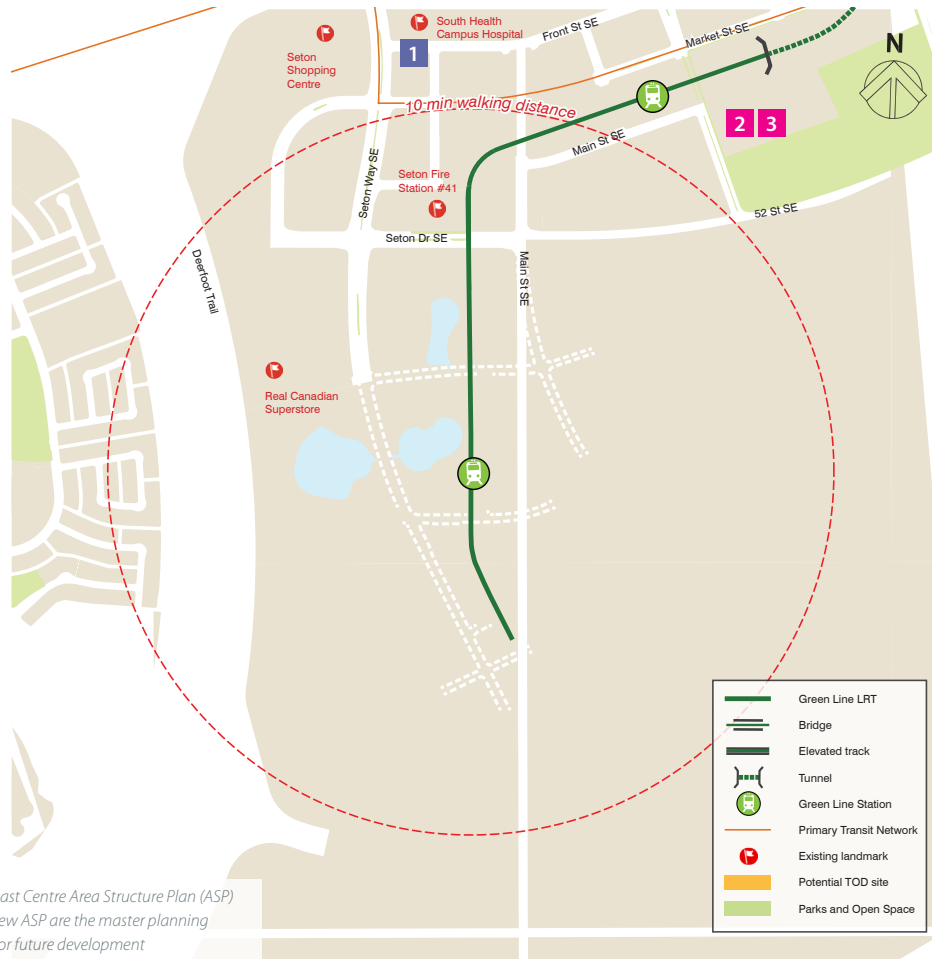 South Health
Campus Hospital
Front St SE
Market St SE
N
Seton
Shopping
Centre
1
2 3
10-min walking distance
Main St SE
Seton Way SE
Seton Fire
Station #41
52 St SE
Seton Dr SE
Deerfoot Trail
Main St SE
Real Canadian
Superstore
Green Line LRT
Bridge
Elevated track
Tunnel
Green Line Station
Primary Transit Network
Existing landmark
Potential TOD site
Parks and Open Space
ast Centre Area Structure Plan (ASP)
ew ASP are the master planning
or future development